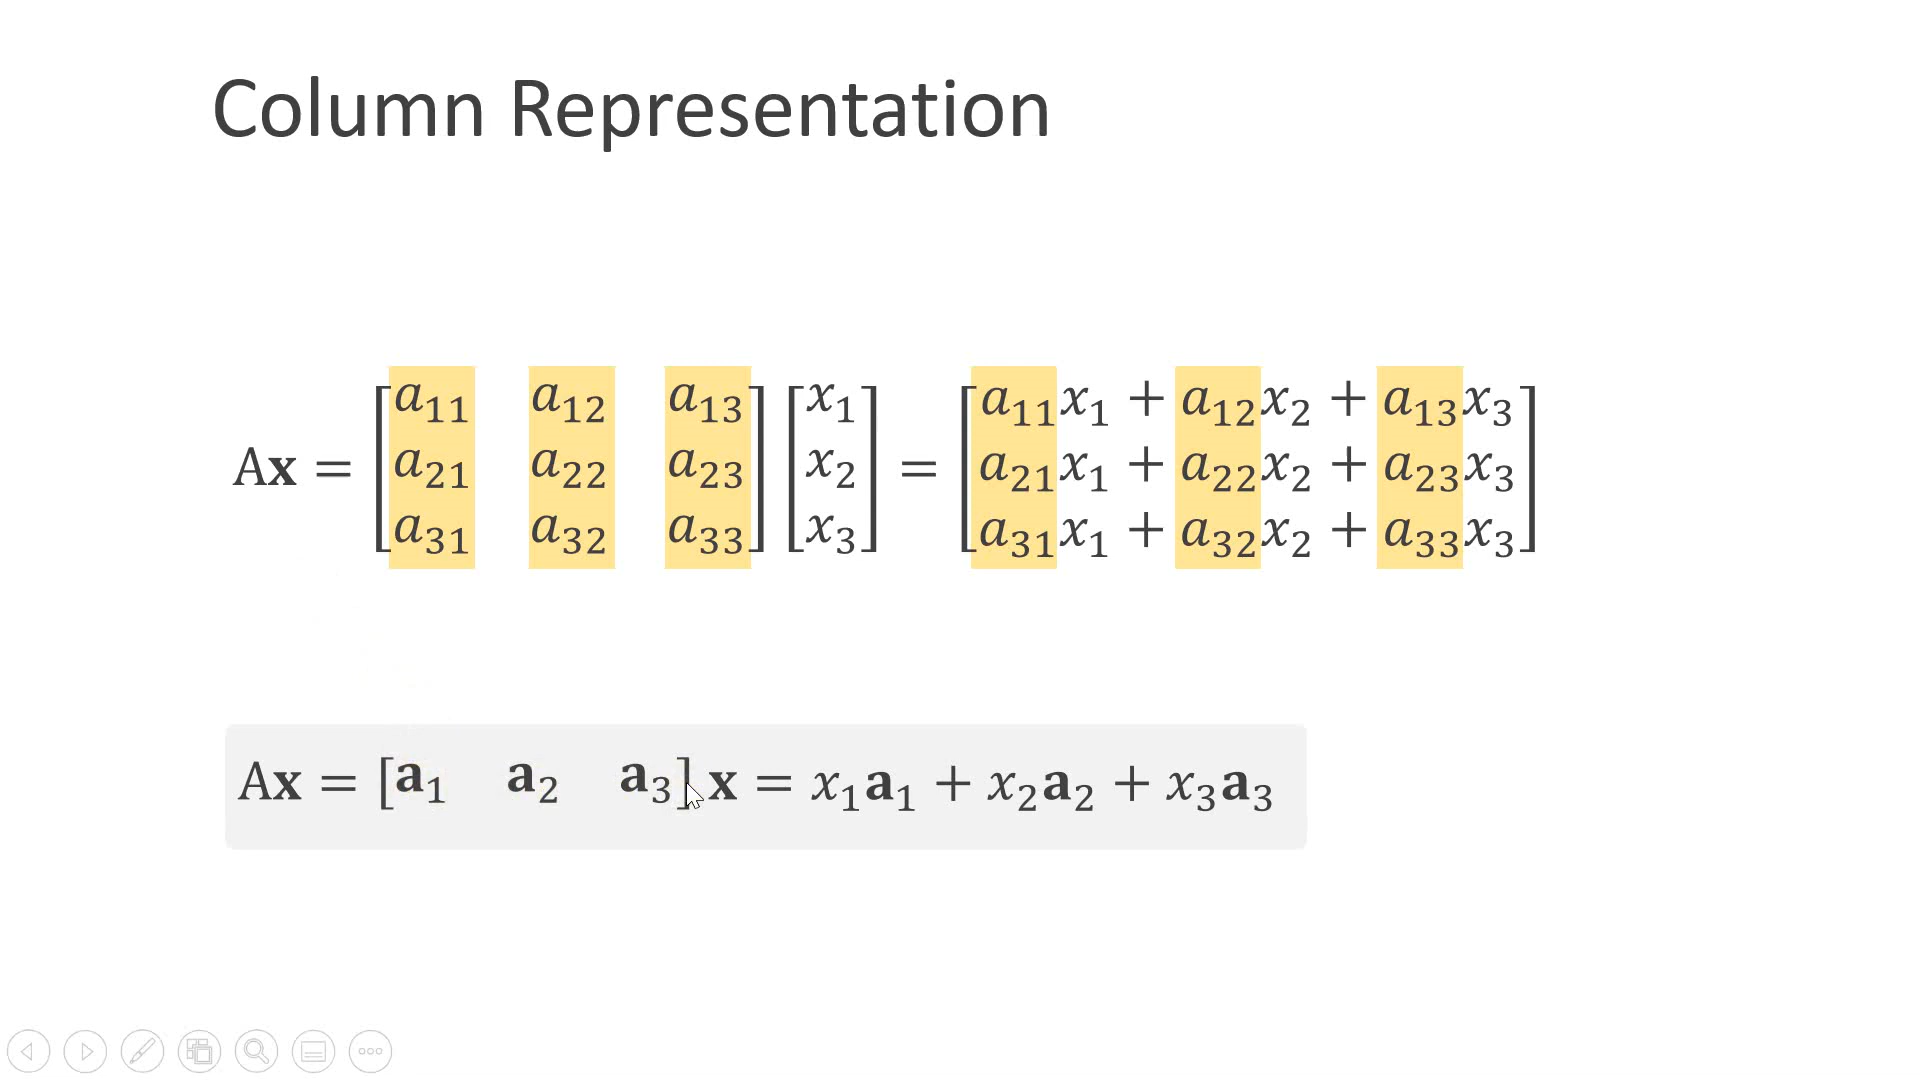 Column Representation
A𝐱 = [a₁₁ a₁₂ a₁₃; a₂₁ a₂₂ a₂₃; a₃₁ a₃₂ a₃₃] [x₁; x₂; x₃] = [a₁₁x₁ + a₁₂x₂ + a₁₃x₃; a₂₁x₁ + a₂₂x₂ + a₂₃x₃; a₃₁x₁ + a₃₂x₂ + a₃₃x₃]
A𝐱 = [𝐚₁ 𝐚₂ 𝐚₃] 𝐱 = x₁𝐚₁ + x₂𝐚₂ + x₃𝐚₃